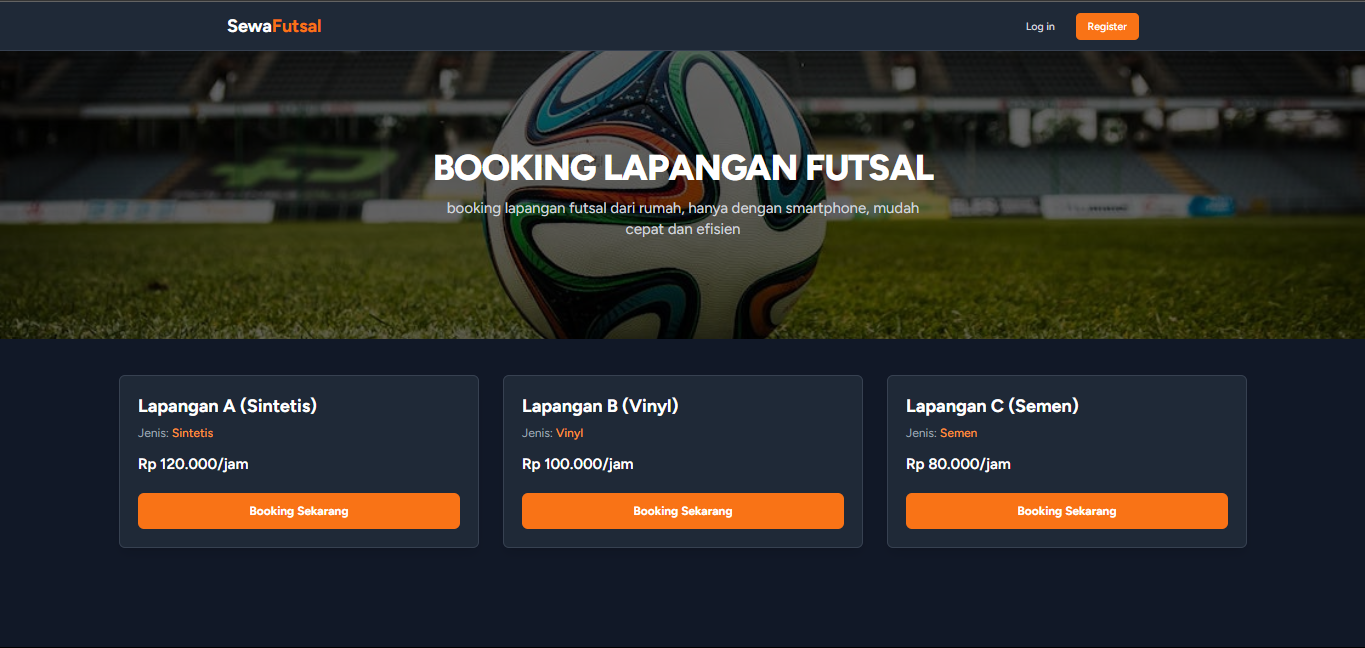 SewaFutsal
Log in
Register
BOOKING LAPANGAN FUTSAL
booking lapangan futsal dari rumah, hanya dengan smartphone, mudah
cepat dan efisien
Lapangan A (Sintetis)
Jenis: Sintetis
Rp 120.000/jam
Booking Sekarang
Lapangan B (Vinyl)
Jenis: Vinyl
Rp 100.000/jam
Booking Sekarang
Lapangan C (Semen)
Jenis: Semen
Rp 80.000/jam
Booking Sekarang